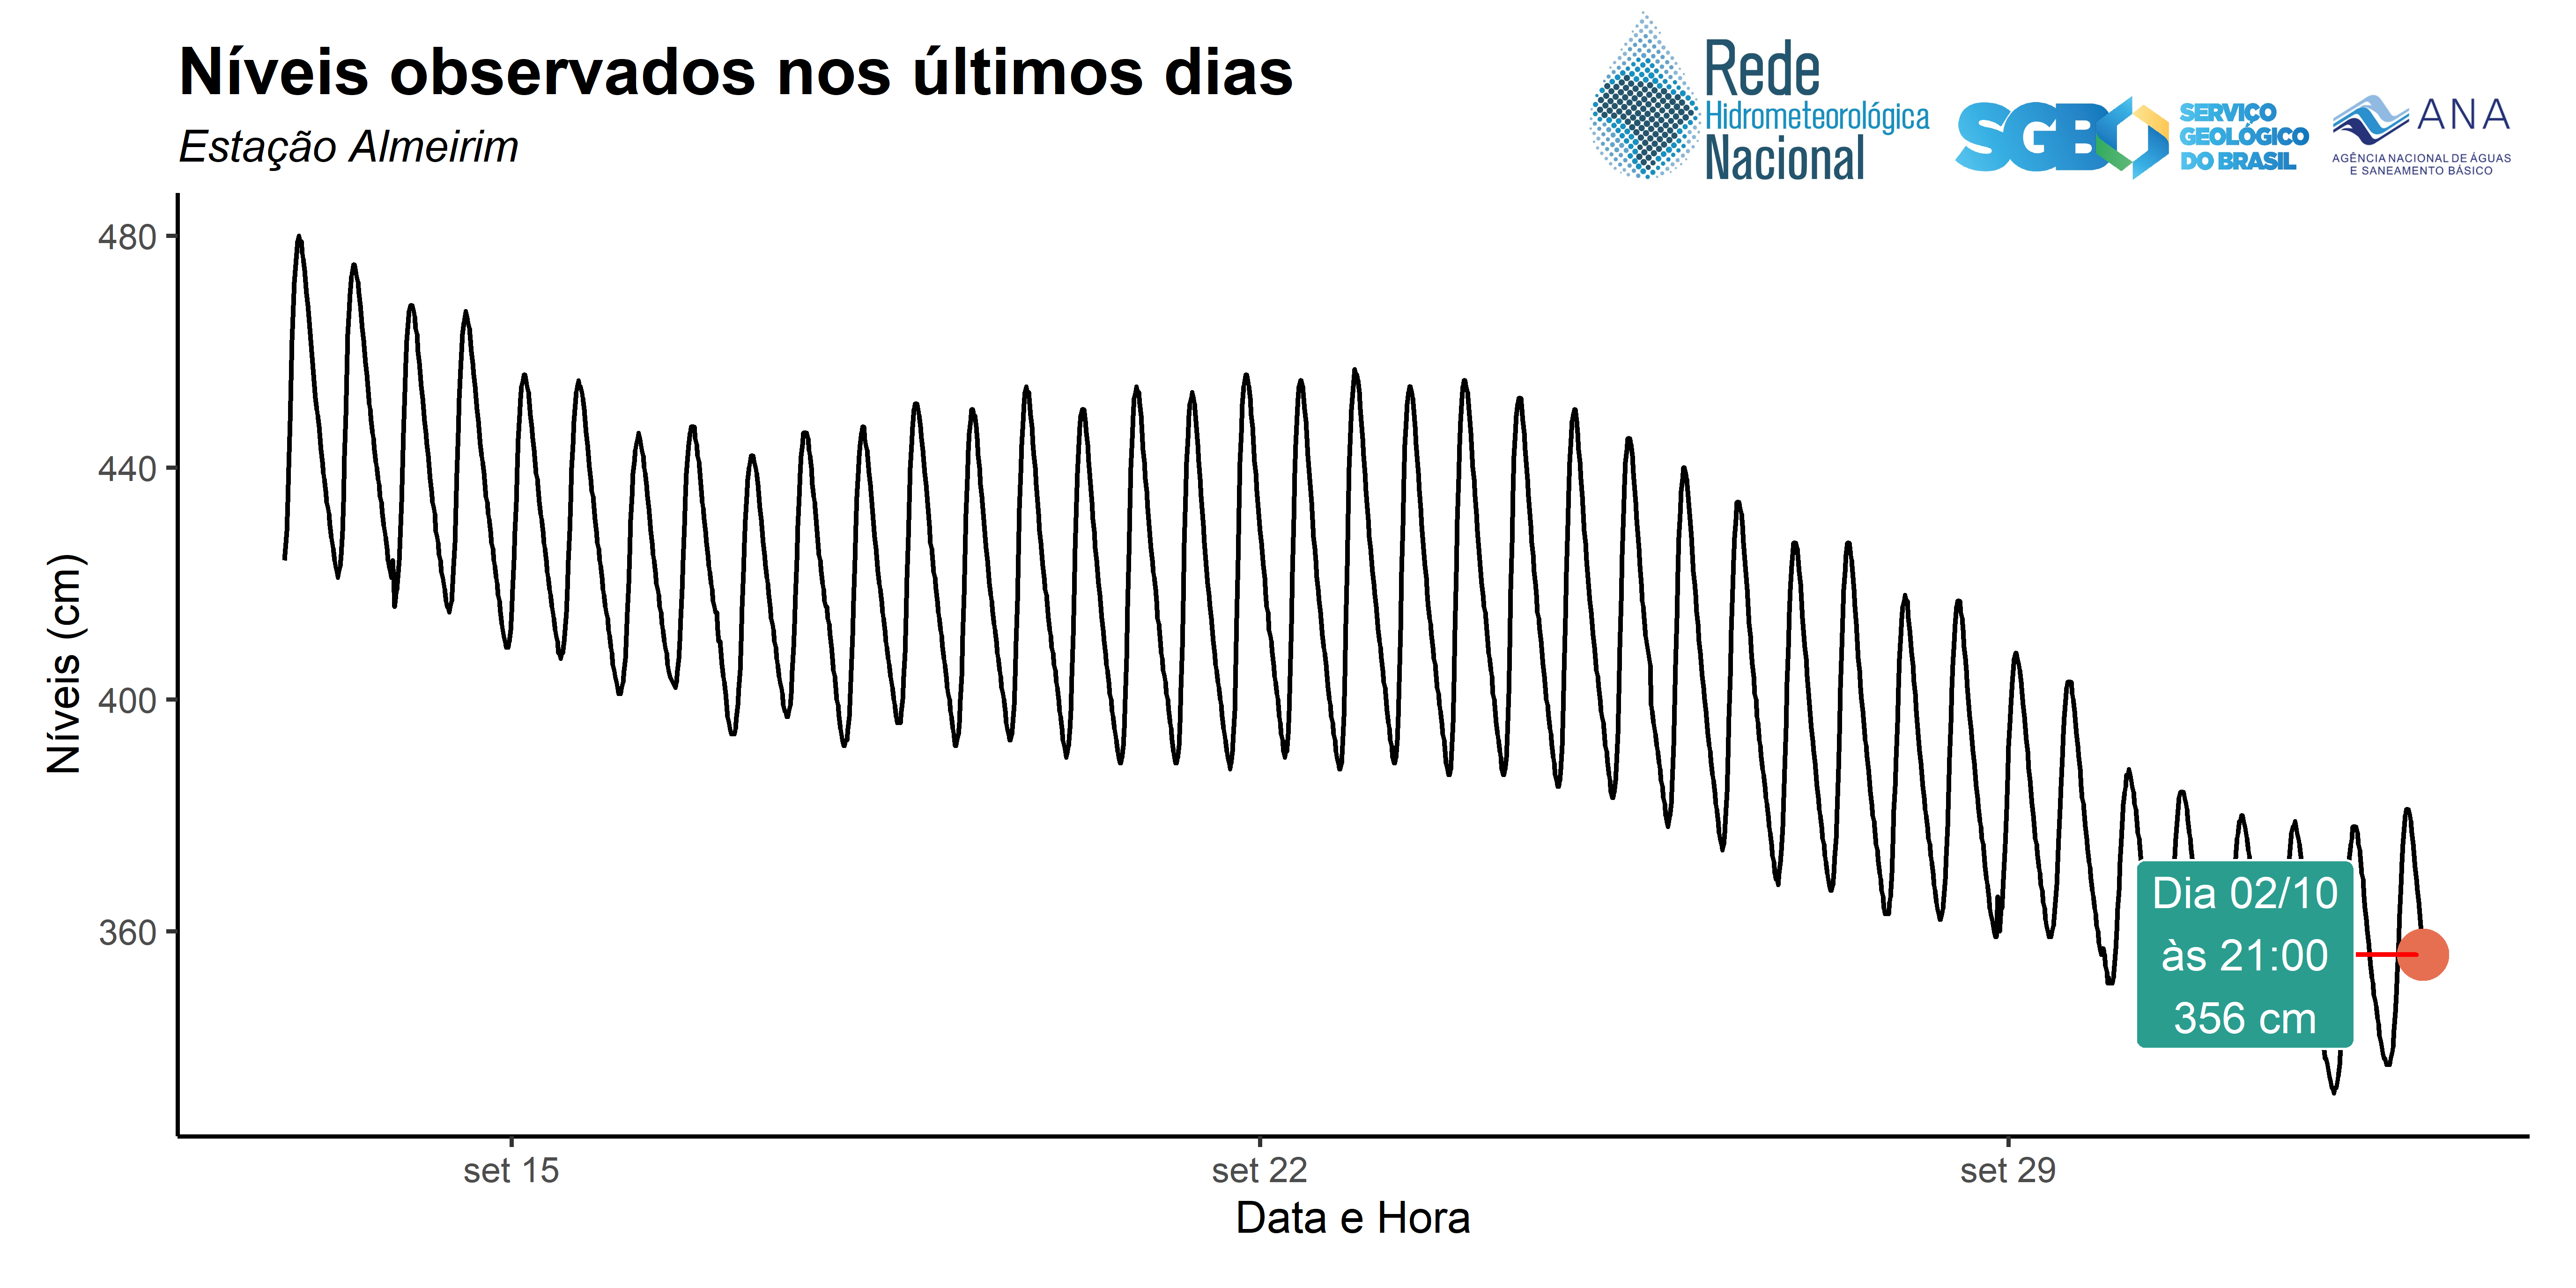 Níveis observados nos últimos dias
Estação Almeirim
Rede
Hidrometeorológica
Nacional
SGB
SERVIÇO
GEOLÓGICO
DO BRASIL
ANA
AGÊNCIA NACIONAL DE ÁGUAS
E SANEAMENTO BÁSICO
480
440
400
360
Níveis (cm)
Dia 02/10
às 21:00
356 cm
set 15
set 22
set 29
Data e Hora